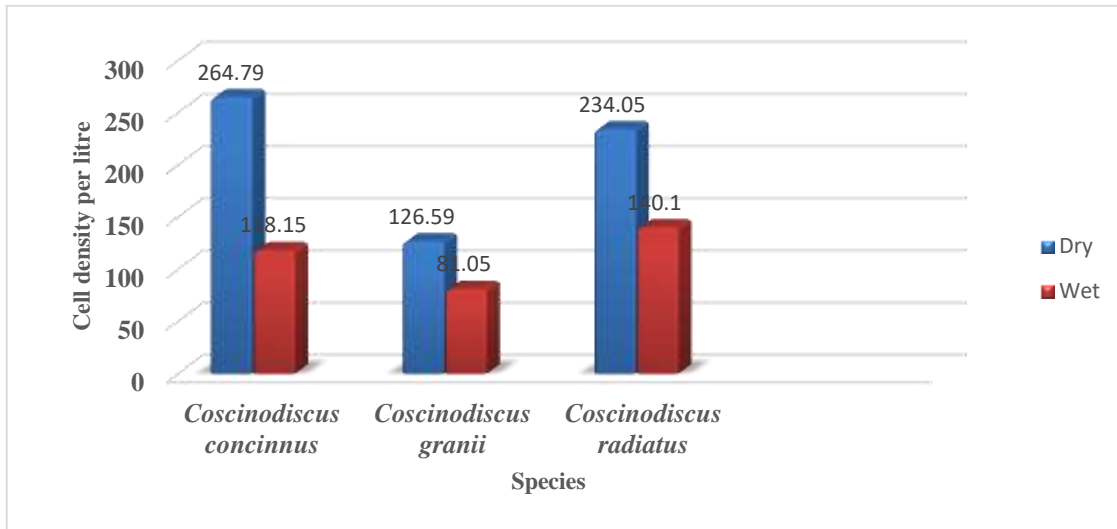 300
250
200
150
100
50
0
Cell density per litre
264.79
118.15
126.59
81.05
234.05
140.1
Dry
Wet
Coscinodiscus
concinnus
Coscinodiscus
granii
Coscinodiscus
radiatus
Species